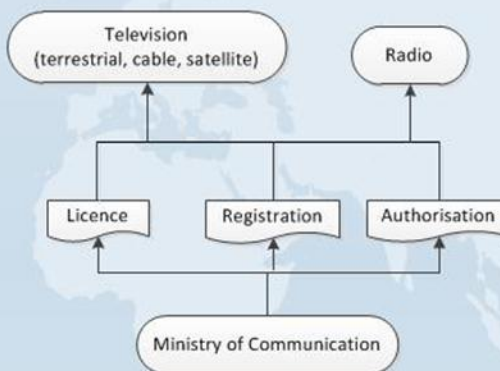 Television
(terrestrial, cable, satellite)
Radio
Licence
Registration
Authorisation
Ministry of Communication